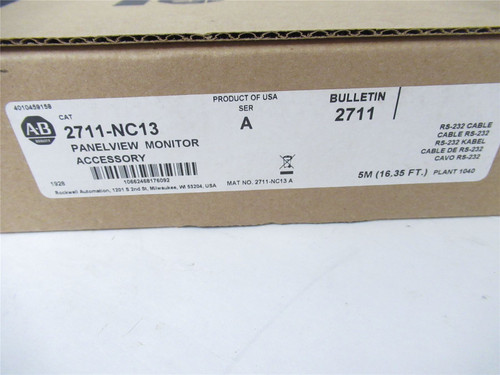 4010459159
CAT
A-B
2711-NC13
PANELVIEW MONITOR
ACCESSORY
1926
10662468176092
Rockwell Automation, 1201 S 2nd St, Milwaukee, WI 53204, USA
PRODUCT OF USA
SER
A
MAT NO. 2711-NC13 A
BULLETIN
2711
RS-232 CABLE
CABLE RS-232
RS-232 KABEL
CABLE DE RS-232
CAVO RS-232
5M (16.35 FT.) PLANT 1040